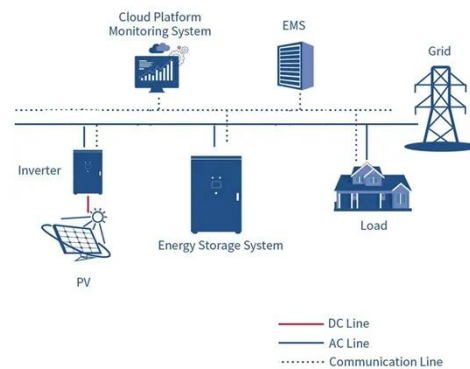 Cloud Platform
Monitoring System
EMS
Grid
Inverter
Energy Storage System
Load
PV
DC Line
AC Line
Communication Line